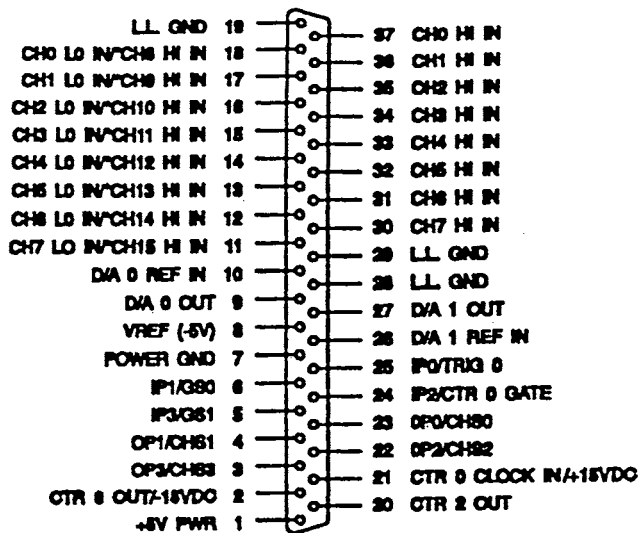 L.L. GND 19
CH0 LO IN/*CH8 HI IN 18
CH1 LO IN/*CH9 HI IN 17
CH2 LO IN/*CH10 HI IN 16
CH3 LO IN/*CH11 HI IN 15
CH4 LO IN/*CH12 HI IN 14
CH5 LO IN/*CH13 HI IN 13
CH6 LO IN/*CH14 HI IN 12
CH7 LO IN/*CH15 HI IN 11
D/A 0 REF IN 10
D/A 0 OUT 9
VREF (-5V) 8
POWER GND 7
IP1/GS0 6
IP3/GS1 5
OP1/CHS1 4
OP3/CHS3 3
CTR 0 OUT/-15VDC 2
+5V PWR 1
37 CH0 HI IN
36 CH1 HI IN
35 CH2 HI IN
34 CH3 HI IN
33 CH4 HI IN
32 CH5 HI IN
31 CH6 HI IN
30 CH7 HI IN
29 L.L. GND
28 L.L. GND
27 D/A 1 OUT
26 D/A 1 REF IN
25 IP0/TRIG 0
24 IP2/CTR 0 GATE
23 OP0/CHS0
22 OP2/CHS2
21 CTR 0 CLOCK IN/+15VDC
20 CTR 2 OUT